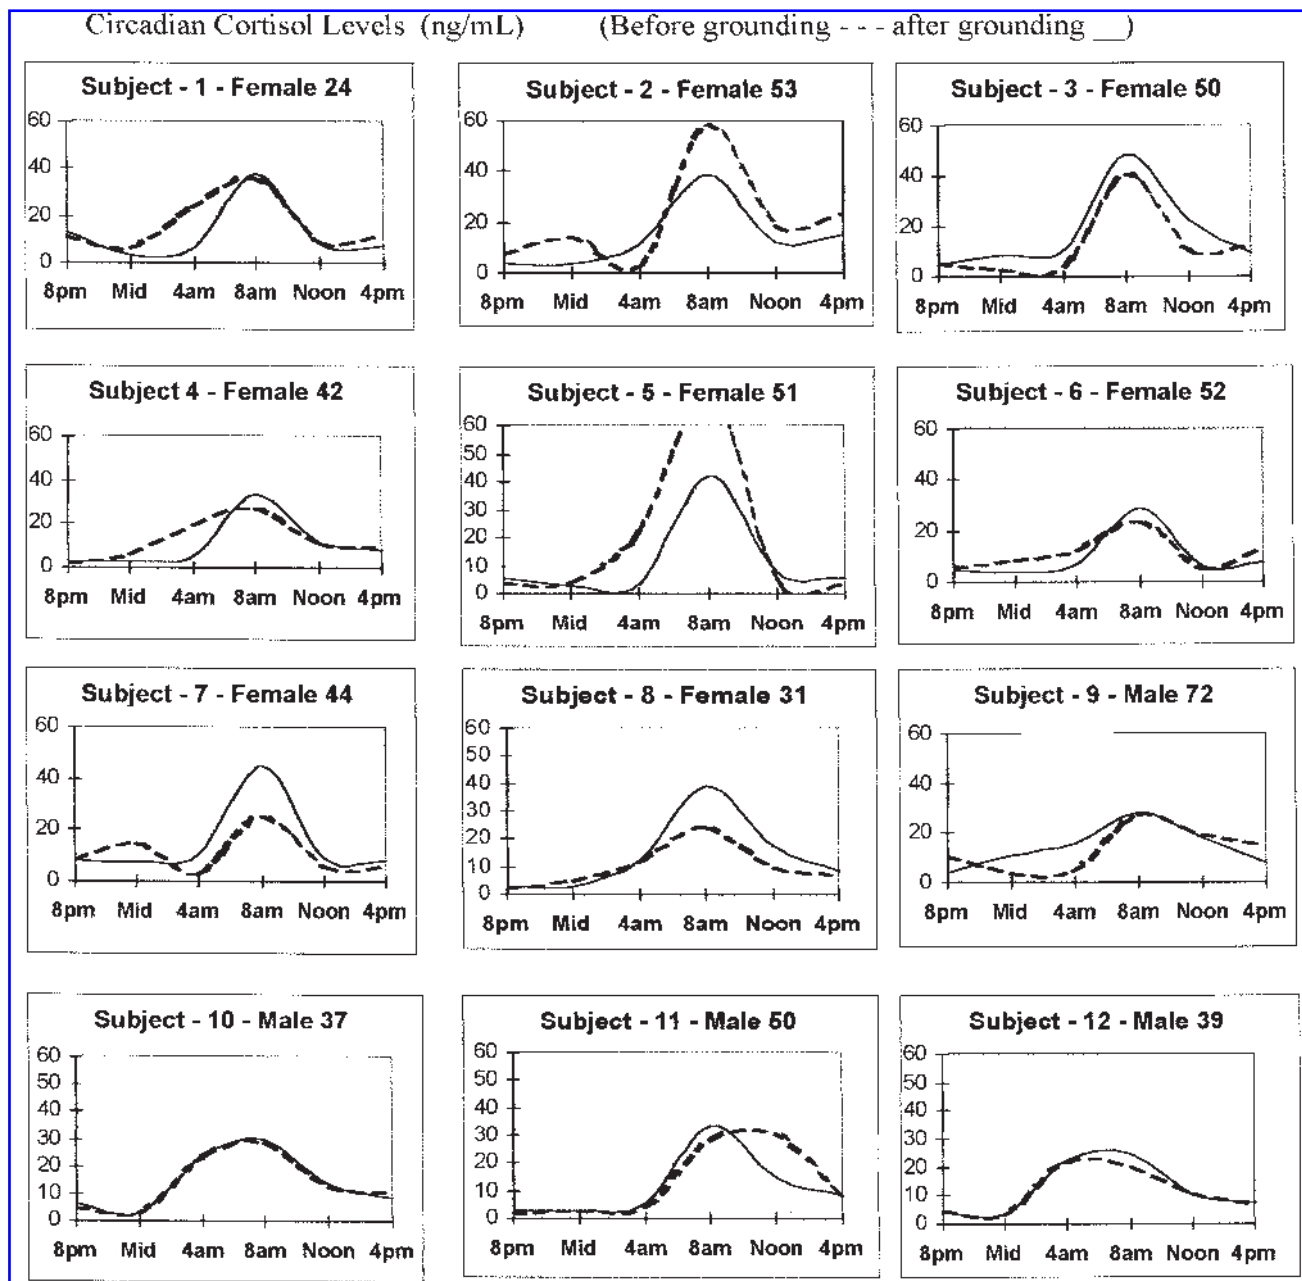 Circadian Cortisol Levels (ng/mL) (Before grounding - - - after grounding __)
Subject - 1 - Female 24
60
40
20
0
8pm Mid 4am 8am Noon 4pm
Subject - 2 - Female 53
60
40
20
0
8pm Mid 4am 8am Noon 4pm
Subject - 3 - Female 50
60
40
20
0
8pm Mid 4am 8am Noon 4pm
Subject 4 - Female 42
60
40
20
0
8pm Mid 4am 8am Noon 4pm
Subject - 5 - Female 51
60
50
40
30
20
10
0
8pm Mid 4am 8am Noon 4pm
Subject - 6 - Female 52
60
40
20
0
8pm Mid 4am 8am Noon 4pm
Subject - 7 - Female 44
60
40
20
0
8pm Mid 4am 8am Noon 4pm
Subject - 8 - Female 31
60
50
40
30
20
10
0
8pm Mid 4am 8am Noon 4pm
Subject - 9 - Male 72
60
40
20
0
8pm Mid 4am 8am Noon 4pm
Subject - 10 - Male 37
60
50
40
30
20
10
0
8pm Mid 4am 8am Noon 4pm
Subject - 11 - Male 50
60
50
40
30
20
10
0
8pm Mid 4am 8am Noon 4pm
Subject - 12 - Male 39
60
50
40
30
20
10
0
8pm Mid 4am 8am Noon 4pm